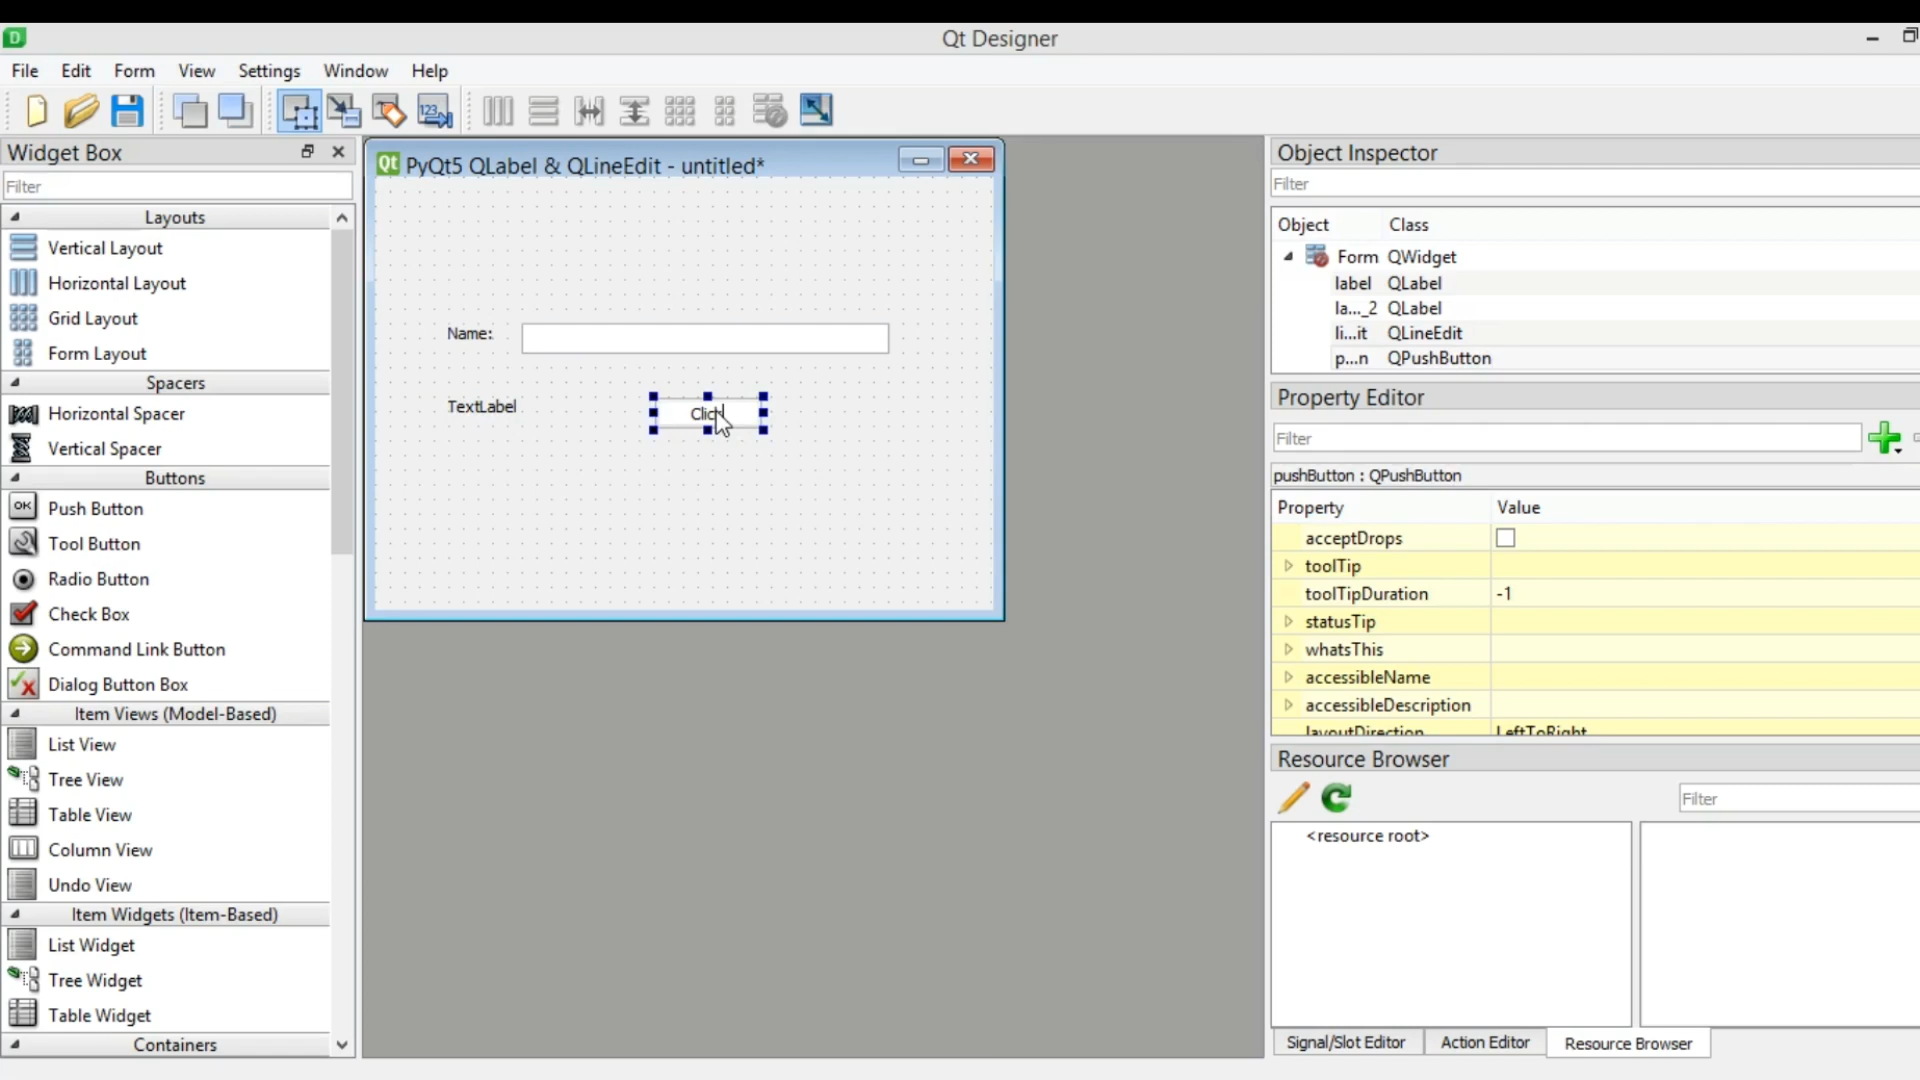 D
Qt Designer
File Edit Form View Settings Window Help
123
Widget Box
Filter
Layouts
Vertical Layout
Horizontal Layout
Grid Layout
Form Layout
Spacers
Horizontal Spacer
Vertical Spacer
Buttons
OK Push Button
Tool Button
Radio Button
Check Box
Command Link Button
Dialog Button Box
Item Views (Model-Based)
List View
Tree View
Table View
Column View
Undo View
Item Widgets (Item-Based)
List Widget
Tree Widget
Table Widget
Containers
Qt PyQt5 QLabel & QLineEdit - untitled*
Name:
TextLabel
Object Inspector
Filter
Object Class
Form QWidget
label QLabel
la..._2 QLabel
li...it QLineEdit
p...n QPushButton
Property Editor
Filter
pushButton : QPushButton
Property Value
acceptDrops
toolTip
toolTipDuration -1
statusTip
whatsThis
accessibleName
accessibleDescription
layoutDirection LeftToRight
Resource Browser
Filter
<resource root>
Signal/Slot Editor Action Editor Resource Browser